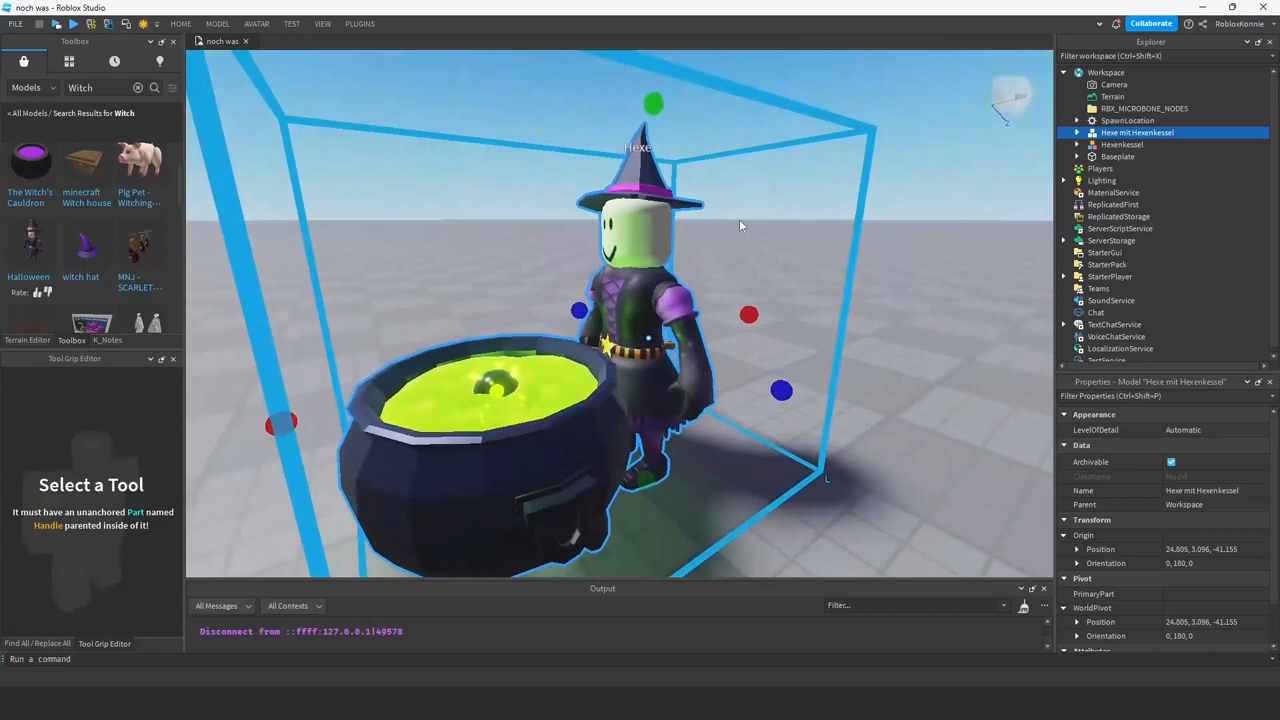 noch was - Roblox Studio
FILE HOME MODEL AVATAR TEST VIEW PLUGINS Collaborate RobloxKonnie
Toolbox
Models Witch
< All Models / Search Results for Witch
The Witch's Cauldron
minecraft Witch house
Pig Pet - Witching-...
Halloween
Rate:
witch hat
MNJ - SCARLET-...
Terrain Editor Toolbox K_Notes
Tool Grip Editor
Select a Tool
It must have an unanchored Part named
Handle parented inside of it!
Find All / Replace All Tool Grip Editor
Run a command
noch was
Hexe
Z
L
Output
All Messages All Contexts Filter...
Disconnect from ::ffff:127.0.0.1|49578
Explorer
Filter workspace (Ctrl+Shift+X)
Workspace
Camera
Terrain
RBX_MICROBONE_NODES
SpawnLocation
Hexe mit Hexenkessel
Hexenkessel
Baseplate
Players
Lighting
MaterialService
ReplicatedFirst
ReplicatedStorage
ServerScriptService
ServerStorage
StarterGui
StarterPack
StarterPlayer
Teams
SoundService
Chat
TextChatService
VoiceChatService
LocalizationService
TestService
Properties - Model "Hexe mit Hexenkessel"
Filter Properties (Ctrl+Shift+P)
Appearance
LevelOfDetail Automatic
Data
Archivable
ClassName Model
Name Hexe mit Hexenkessel
Parent Workspace
Transform
Origin
Position 24.805, 3.096, -41.155
Orientation 0, 180, 0
Pivot
PrimaryPart
WorldPivot
Position 24.805, 3.096, -41.155
Orientation 0, 180, 0
Attributes